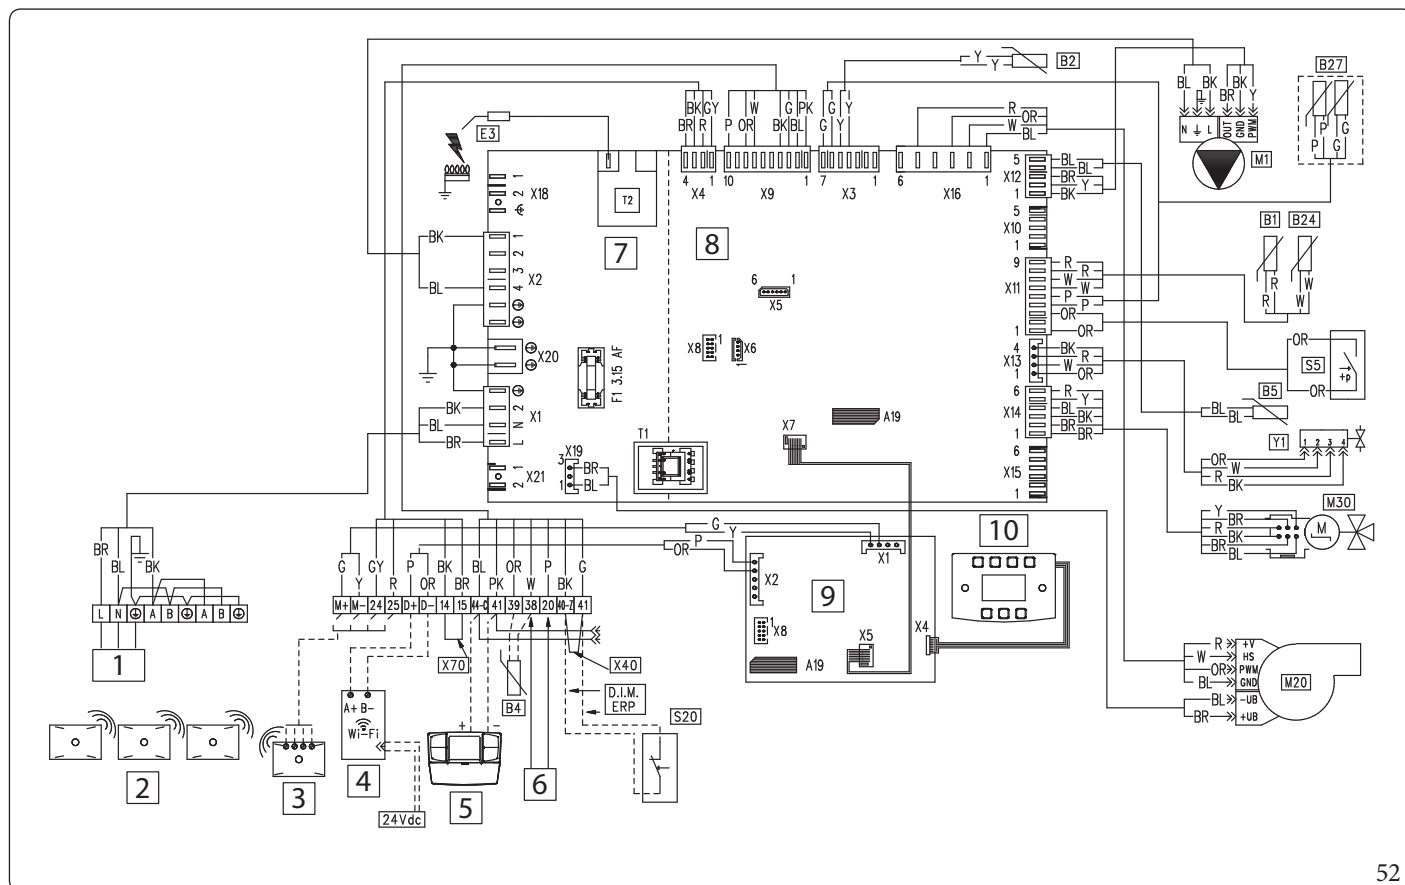 Y
Y
B2
B27
BL
BK
BR
BK
Y
P
P
G
G
N
L
OUT
GND
PWM
M1
E3
BR
BK
R
GY
P
OR
W
BK
G
BL
PK
G
G
Y
Y
R
OR
W
BL
4
1
X4
10
1
X9
7
1
X3
6
1
X16
T2
7
8
1
2
X18
BK
BL
1
2
3
4
X2
X20
BK
BL
BR
2
N
L
X1
1
2
X21
F1 3.15 AF
6
1
X5
X8
1
X6
1
A19
X7
T1
X19
3
1
BR
BL
5
X12
1
BL
BL
BR
Y
BK
5
X10
1
9
X11
1
R
R
W
W
P
P
OR
OR
4
X13
1
BK
R
W
OR
6
X14
1
R
Y
BL
BK
BR
BR
6
X15
1
B1
B24
R
R
W
W
OR
OR
S5
+p
B5
BL
BL
Y1
1 2 3 4
OR
W
R
BK
M30
Y
BR
R
BK
BR
BL
M
BR
BL
BK
L N A B A B
1
G
Y
GY
R
P
OR
BK
BR
BL
PK
OR
W
P
BK
G
M+ M- 24 25 D+ D- 14 15 44-C 41 39 38 20 40-Z 41
G
Y
P
OR
X1
X2
9
X8
1
A19
X5
X4
10
X70
X40
B4
D.I.M.
ERP
S20
A+ B-
Wi-Fi
+ -
2
3
4
5
6
24Vdc
R
W
OR
BL
BL
BR
+V
HS
PWM
GND
-UB
+UB
M20
52